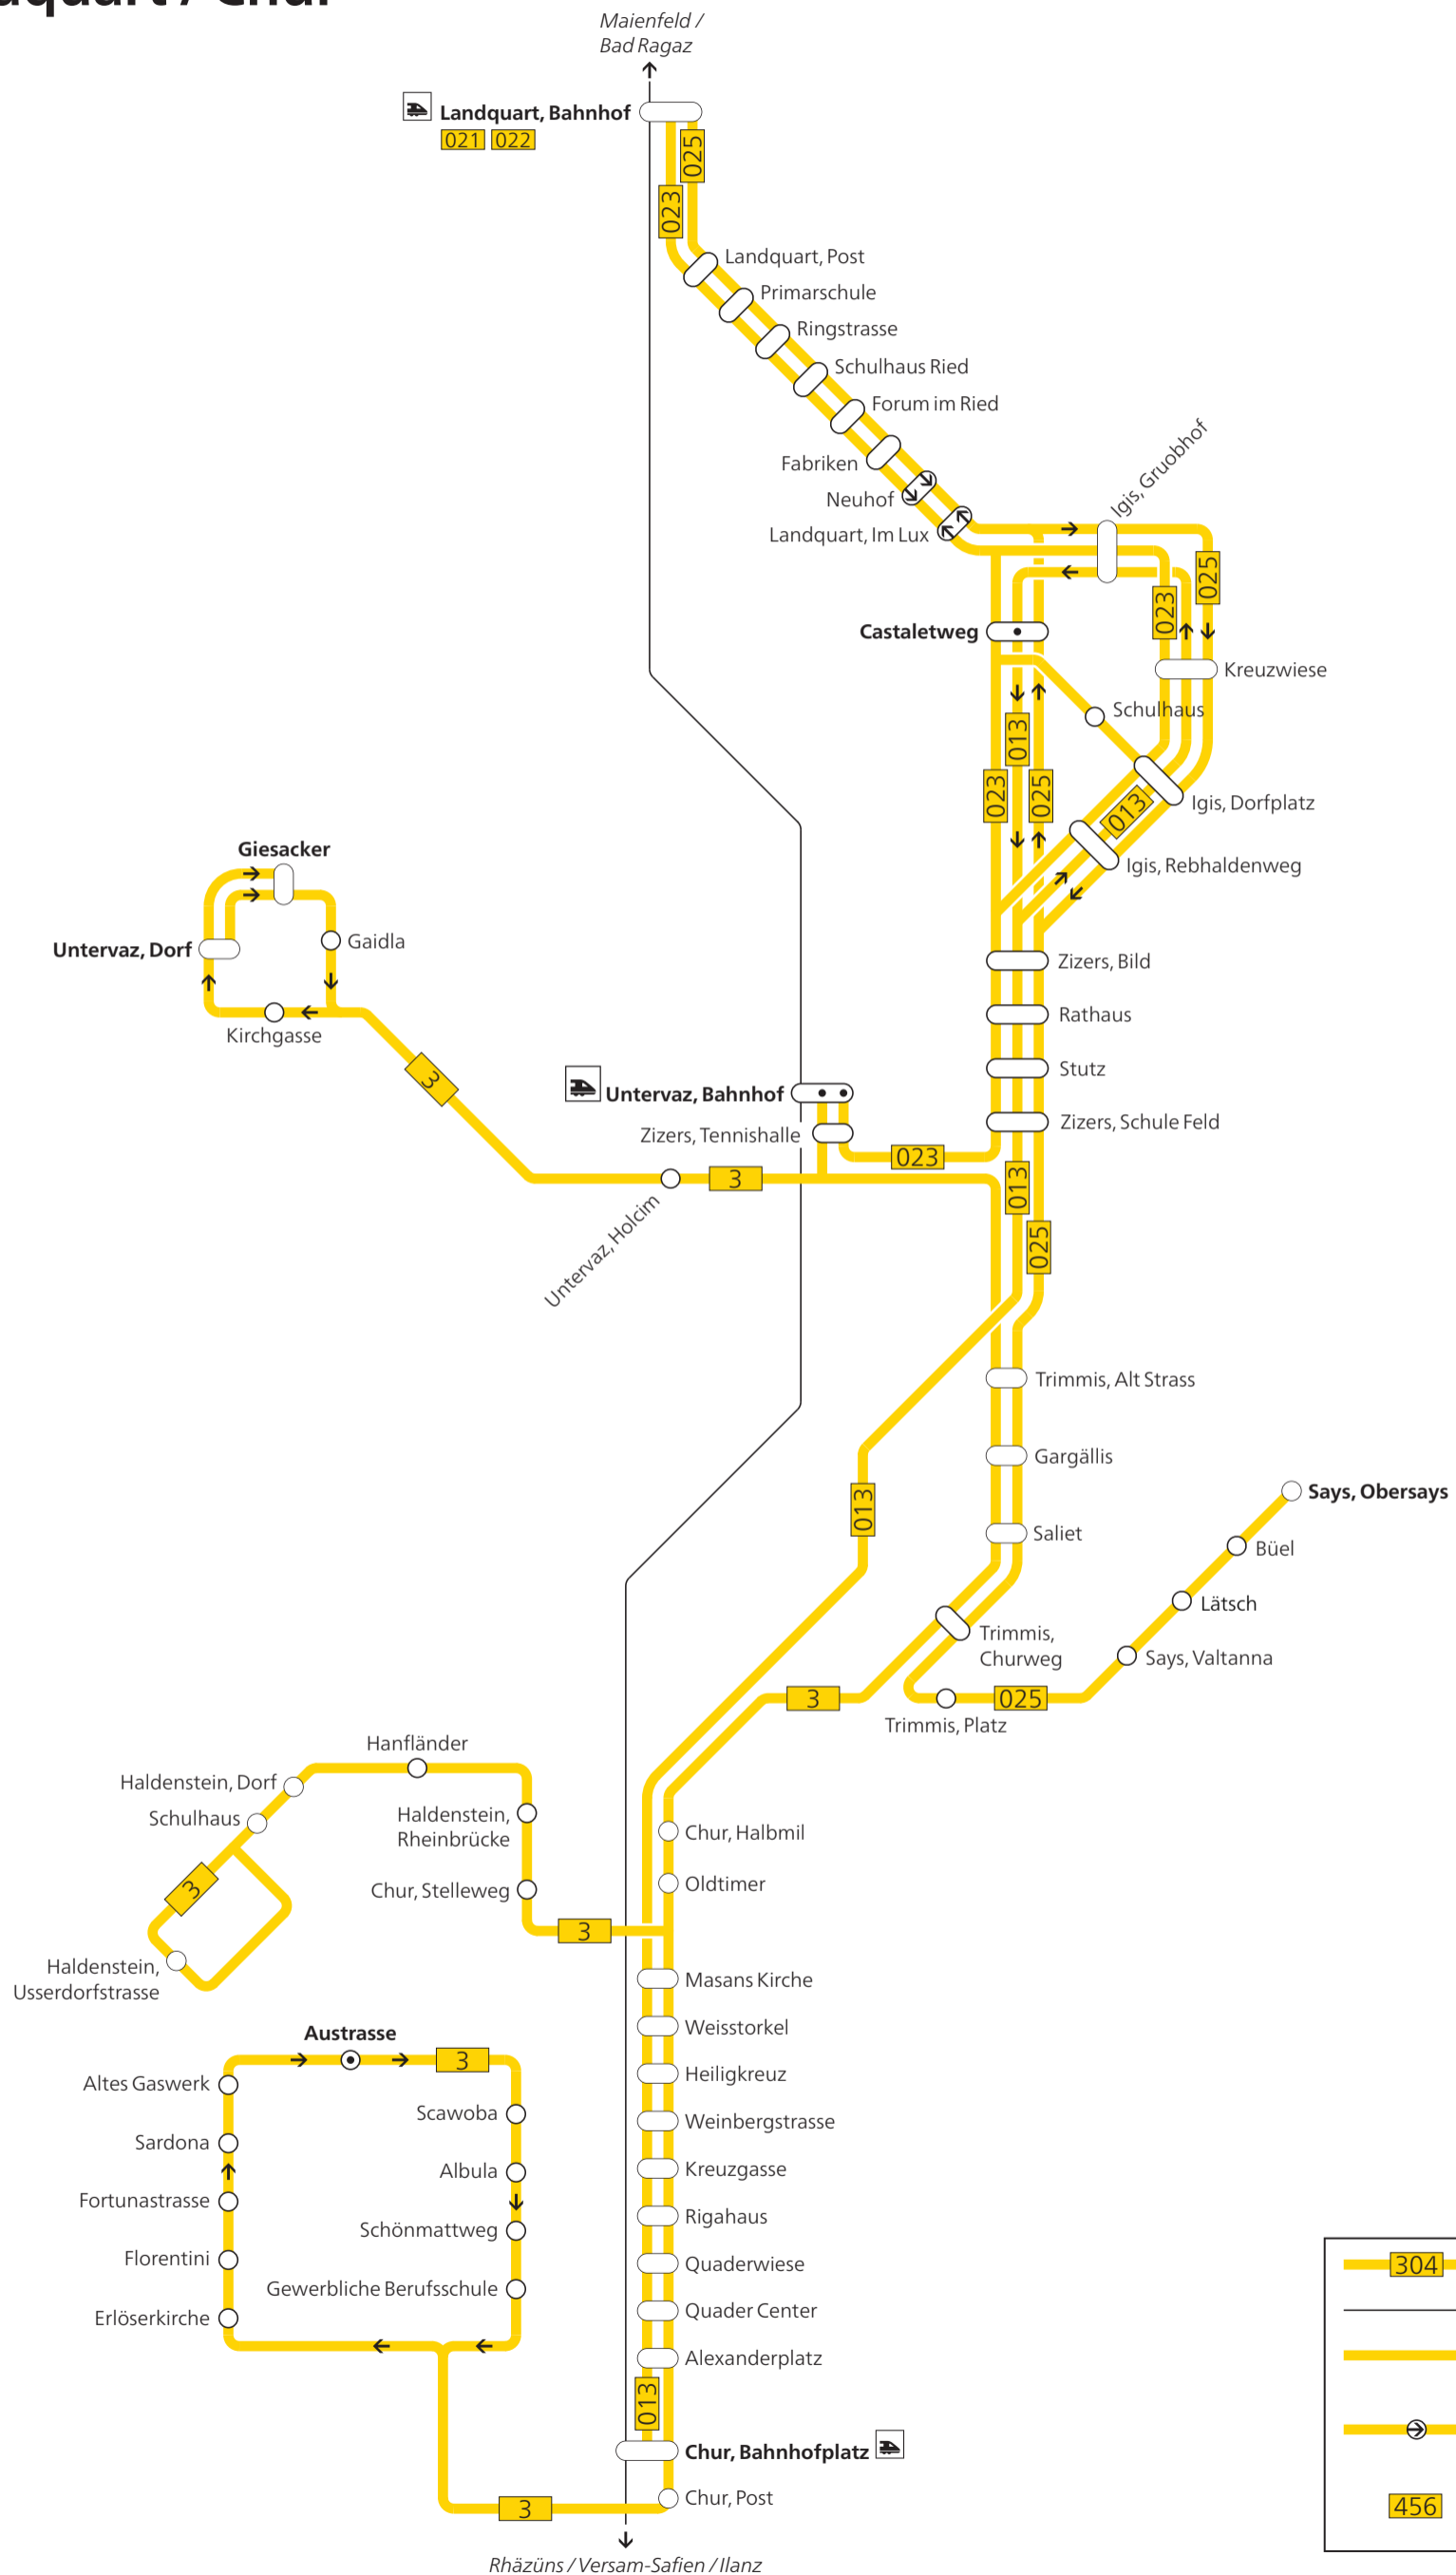 Maienfeld /
Bad Ragaz
Landquart, Bahnhof
021 022
025
023
Landquart, Post
Primarschule
Ringstrasse
Schulhaus Ried
Forum im Ried
Fabriken
Neuhof
Landquart, Im Lux
Igis, Gruobhof
025
023
Castaletweg
Kreuzwiese
Schulhaus
013
023
025
Igis, Dorfplatz
013
Igis, Rebhaldenweg
Giesacker
Untervaz, Dorf
Gaidla
Kirchgasse
Zizers, Bild
Rathaus
Stutz
3
Untervaz, Bahnhof
Zizers, Schule Feld
Zizers, Tennishalle
023
3
013
Untervaz, Holcim
025
Trimmis, Alt Strass
Gargällis
Says, Obersays
013
Saliet
Büel
Lätsch
Trimmis,
Churweg
Says, Valtanna
3
025
Trimmis, Platz
Hanfländer
Haldenstein, Dorf
Schulhaus
Haldenstein,
Rheinbrücke
Chur, Halbmil
3
Chur, Stelleweg
Oldtimer
3
Haldenstein,
Usserdorfstrasse
Masans Kirche
Weisstorkel
Austrasse
3
Heiligkreuz
Altes Gaswerk
Scawoba
Weinbergstrasse
Sardona
Albula
Kreuzgasse
Fortunastrasse
Rigahaus
Schönmattweg
Florentini
Quaderwiese
Gewerbliche Berufsschule
304
Erlöserkirche
Quader Center
Alexanderplatz
013
Chur, Bahnhofplatz
Chur, Post
3
456
Rhäzüns / Versam-Safien / Ilanz